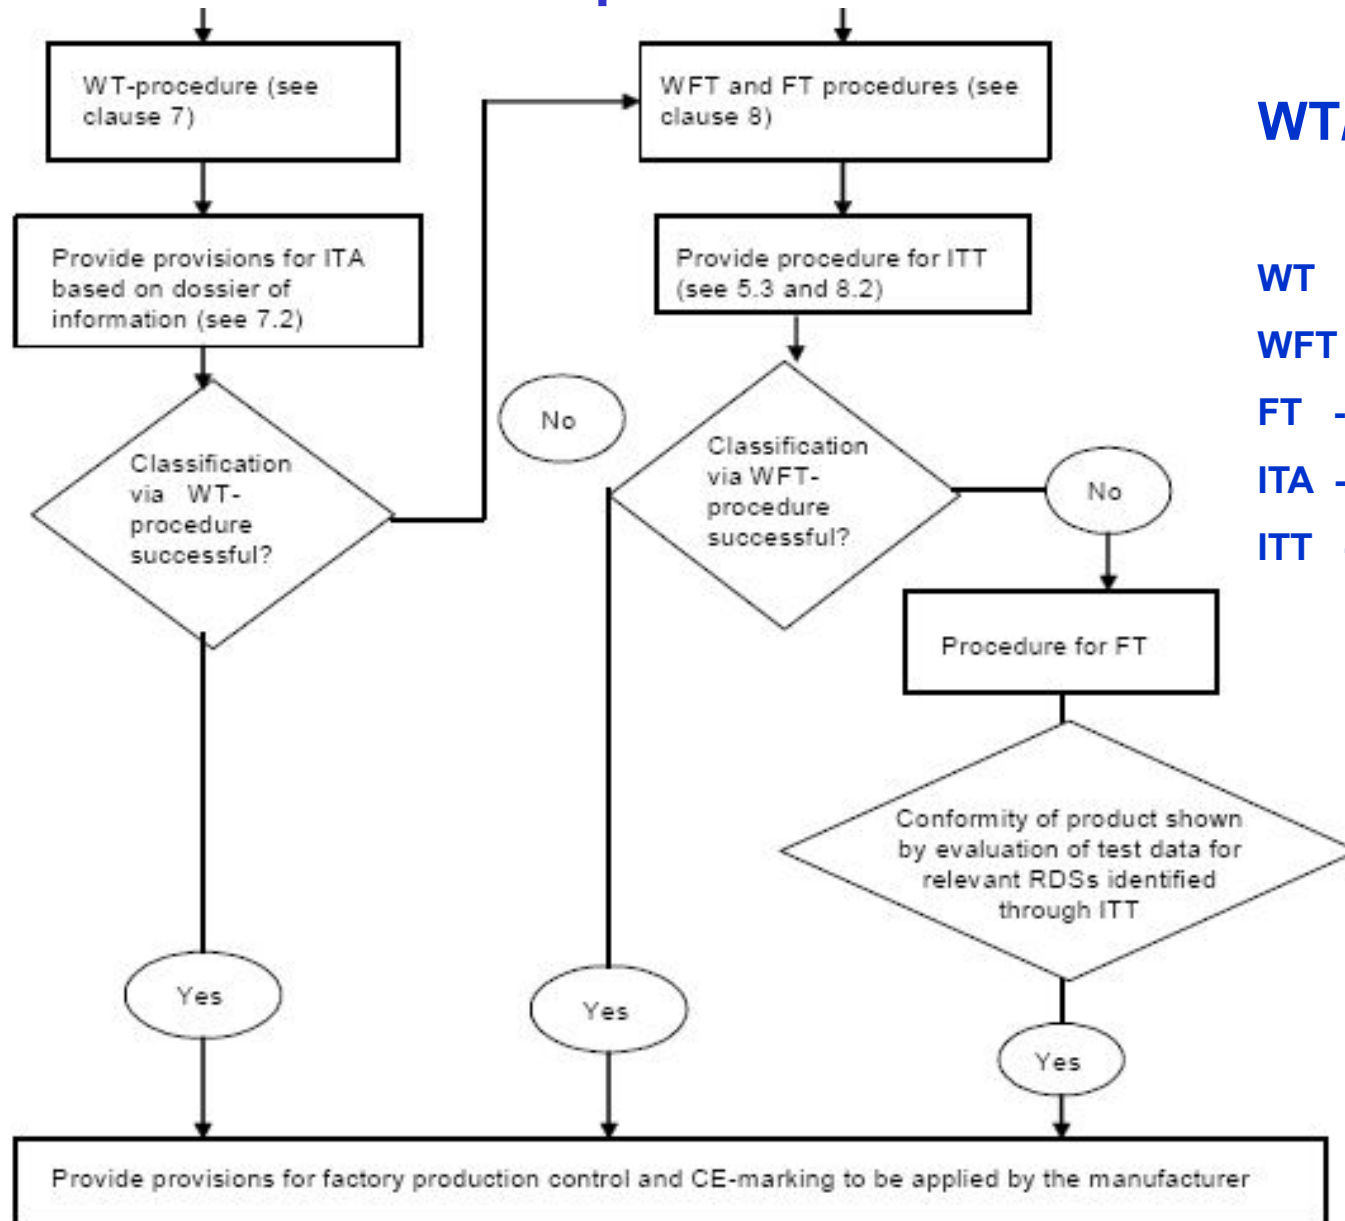 WT-procedure (see
clause 7)
WFT and FT procedures (see
clause 8)
WT/
Provide provisions for ITA
based on dossier of
information (see 7.2)
Provide procedure for ITT
(see 5.3 and 8.2)
WT
WFT
FT -
ITA -
ITT
No
Classification
via WT-
procedure
successful?
Classification
via WFT-
procedure
successful?
No
Procedure for FT
Conformity of product shown
by evaluation of test data for
relevant RDSs identified
through ITT
Yes
Yes
Yes
Provide provisions for factory production control and CE-marking to be applied by the manufacturer